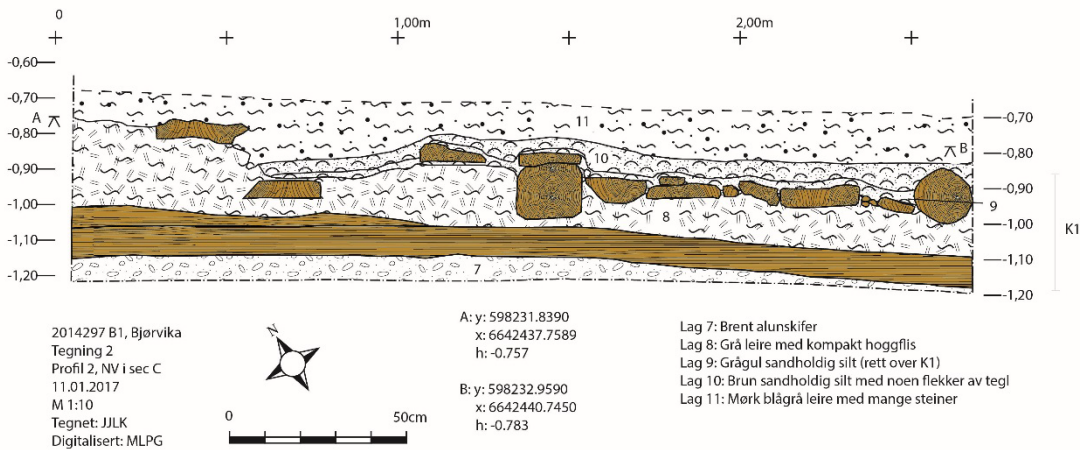 0
1,00m
2,00m
-0,60
-0,70
-0,80
-0,90
-1,00
-1,10
-1,20
A
11
10
8
7
B
-0,70
-0,80
-0,90
9
-1,00
-1,10
-1,20
K1
2014297 B1, Bjørvika
Tegning 2
Profil 2, NV i sec C
11.01.2017
M 1:10
Tegnet: JJLK
Digitalisert: MLPG
N
0
50cm
A: y: 598231.8390
x: 6642437.7589
h: -0.757
B: y: 598232.9590
x: 6642440.7450
h: -0.783
Lag 7: Brent alunskifer
Lag 8: Grå leire med kompakt hoggflis
Lag 9: Grågul sandholdig silt (rett over K1)
Lag 10: Brun sandholdig silt med noen flekker av tegl
Lag 11: Mørk blågrå leire med mange steiner